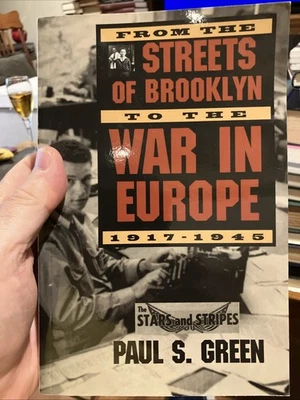 FROM THE
STREETS
OF BROOKLYN
TO THE
WAR IN
EUROPE
1917-1945
The
STARS and STRIPES
PAUL S. GREEN